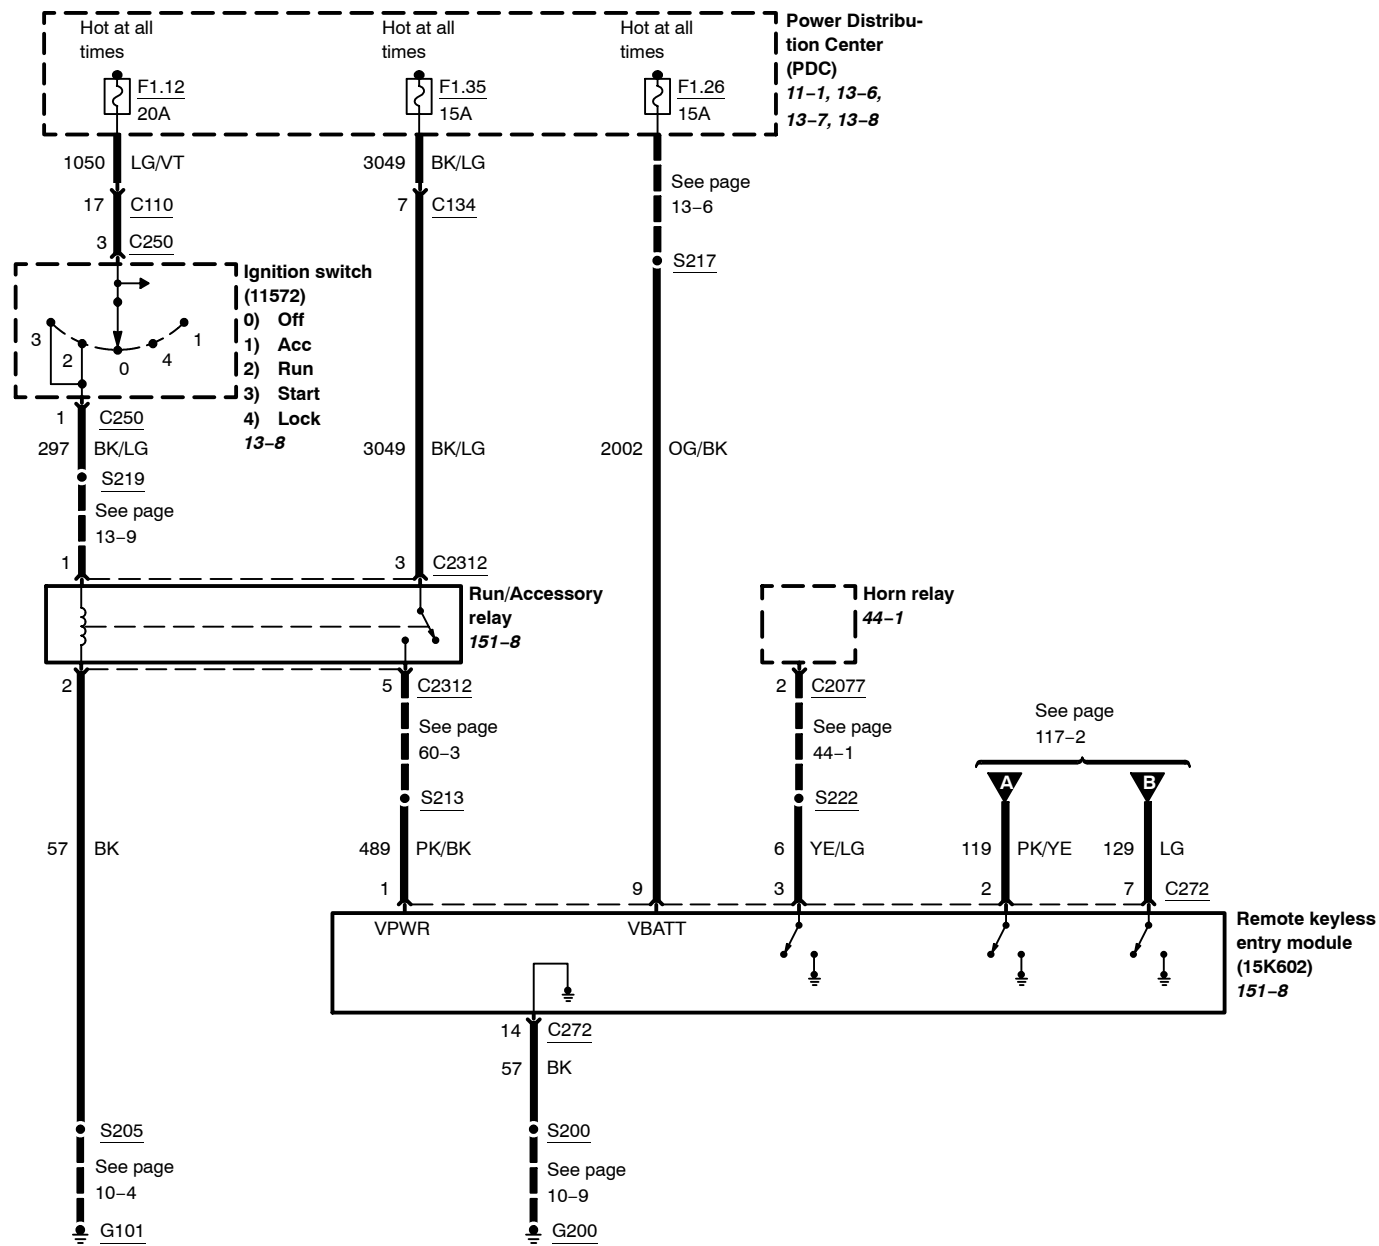 Hot at all
times
Hot at all
times
Hot at all
times
Power Distribu-
tion Center
(PDC)
11−1, 13−6,
13−7, 13−8
F1.12
20A
F1.35
15A
F1.26
15A
1050 LG/VT
3049 BK/LG
See page
13−6
17 C110
7 C134
3 C250
S217
Ignition switch
(11572)
0) Off
1) Acc
2) Run
3) Start
4) Lock
13−8
3
2
0
4
1
1 C250
297 BK/LG
3049 BK/LG
2002 OG/BK
S219
See page
13−9
1
3 C2312
Run/Accessory
relay
151−8
Horn relay
44−1
2
5 C2312
2 C2077
See page
60−3
See page
44−1
See page
117−2
A
B
S213
S222
57 BK
489 PK/BK
6 YE/LG
119 PK/YE
129 LG
1
9
3
2
7 C272
VPWR
VBATT
Remote keyless
entry module
(15K602)
151−8
14 C272
57 BK
S205
S200
See page
10−4
See page
10−9
G101
G200